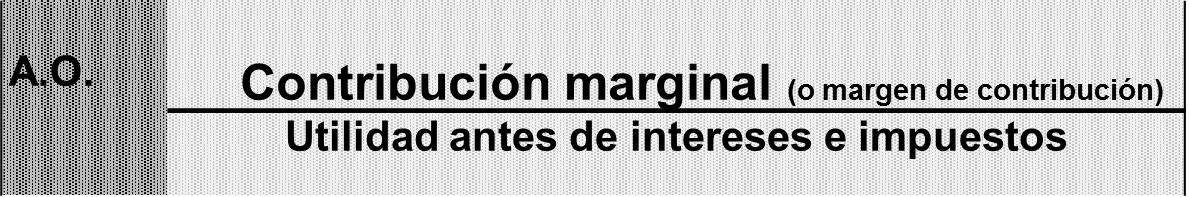 A.O.
Contribución marginal (o margen de contribución)
Utilidad antes de intereses e impuestos